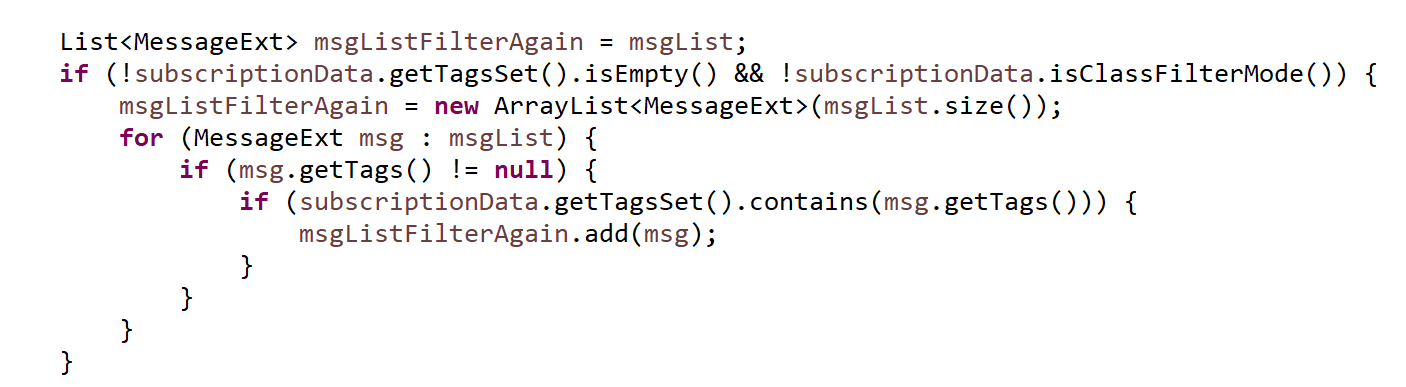 List<MessageExt> msgListFilterAgain = msgList;
if (!subscriptionData.getTagsSet().isEmpty() && !subscriptionData.isClassFilterMode()) {
    msgListFilterAgain = new ArrayList<MessageExt>(msgList.size());
    for (MessageExt msg : msgList) {
        if (msg.getTags() != null) {
            if (subscriptionData.getTagsSet().contains(msg.getTags())) {
                msgListFilterAgain.add(msg);
            }
        }
    }
}